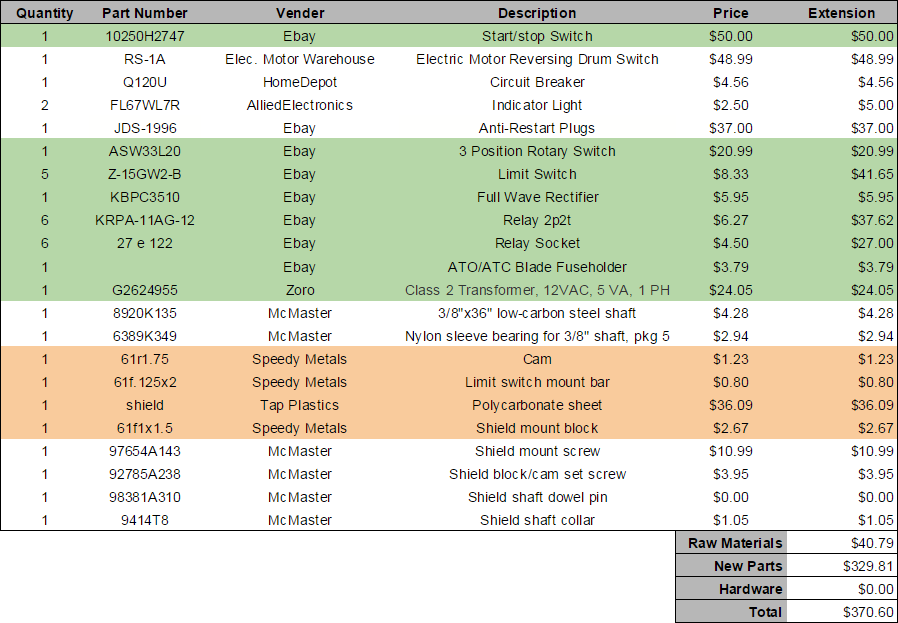 Quantity Part Number Vender Description Price Extension
1 10250H2747 Ebay Start/stop Switch $50.00 $50.00
1 RS-1A Elec. Motor Warehouse Electric Motor Reversing Drum Switch $48.99 $48.99
1 Q120U HomeDepot Circuit Breaker $4.56 $4.56
2 FL67WL7R AlliedElectronics Indicator Light $2.50 $5.00
1 JDS-1996 Ebay Anti-Restart Plugs $37.00 $37.00
1 ASW33L20 Ebay 3 Position Rotary Switch $20.99 $20.99
5 Z-15GW2-B Ebay Limit Switch $8.33 $41.65
1 KBPC3510 Ebay Full Wave Rectifier $5.95 $5.95
6 KRPA-11AG-12 Ebay Relay 2p2t $6.27 $37.62
6 27 e 122 Ebay Relay Socket $4.50 $27.00
1 Ebay ATO/ATC Blade Fuseholder $3.79 $3.79
1 G2624955 Zoro Class 2 Transformer, 12VAC, 5 VA, 1 PH $24.05 $24.05
1 8920K135 McMaster 3/8"x36" low-carbon steel shaft $4.28 $4.28
1 6389K349 McMaster Nylon sleeve bearing for 3/8" shaft, pkg 5 $2.94 $2.94
1 61r1.75 Speedy Metals Cam $1.23 $1.23
1 61f.125x2 Speedy Metals Limit switch mount bar $0.80 $0.80
1 shield Tap Plastics Polycarbonate sheet $36.09 $36.09
1 61f1x1.5 Speedy Metals Shield mount block $2.67 $2.67
1 97654A143 McMaster Shield mount screw $10.99 $10.99
1 92785A238 McMaster Shield block/cam set screw $3.95 $3.95
1 98381A310 McMaster Shield shaft dowel pin $0.00 $0.00
1 9414T8 McMaster Shield shaft collar $1.05 $1.05
Raw Materials $40.79
New Parts $329.81
Hardware $0.00
Total $370.60